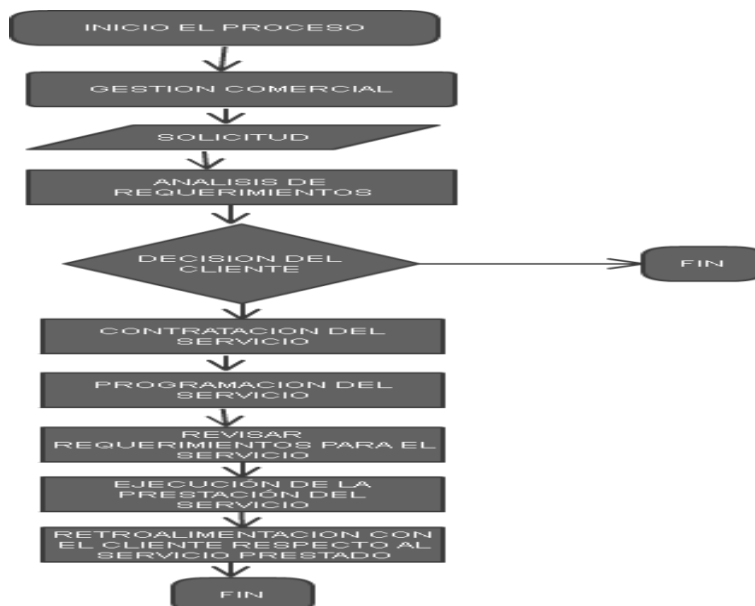 INICIO EL PROCESO
GESTION COMERCIAL
SOLICITUD
ANALISIS DE
REQUERIMIENTOS
DECISION DEL
CLIENTE
FIN
CONTRATACION DEL
SERVICIO
PROGRAMACION DEL
SERVICIO
REVISAR
REQUERIMIENTOS PARA EL
SERVICIO
EJECUCIÓN DE LA
PRESTACIÓN DEL
SERVICIO
RETROALIMENTACION CON
EL CLIENTE RESPECTO AL
SERVICIO PRESTADO
FIN